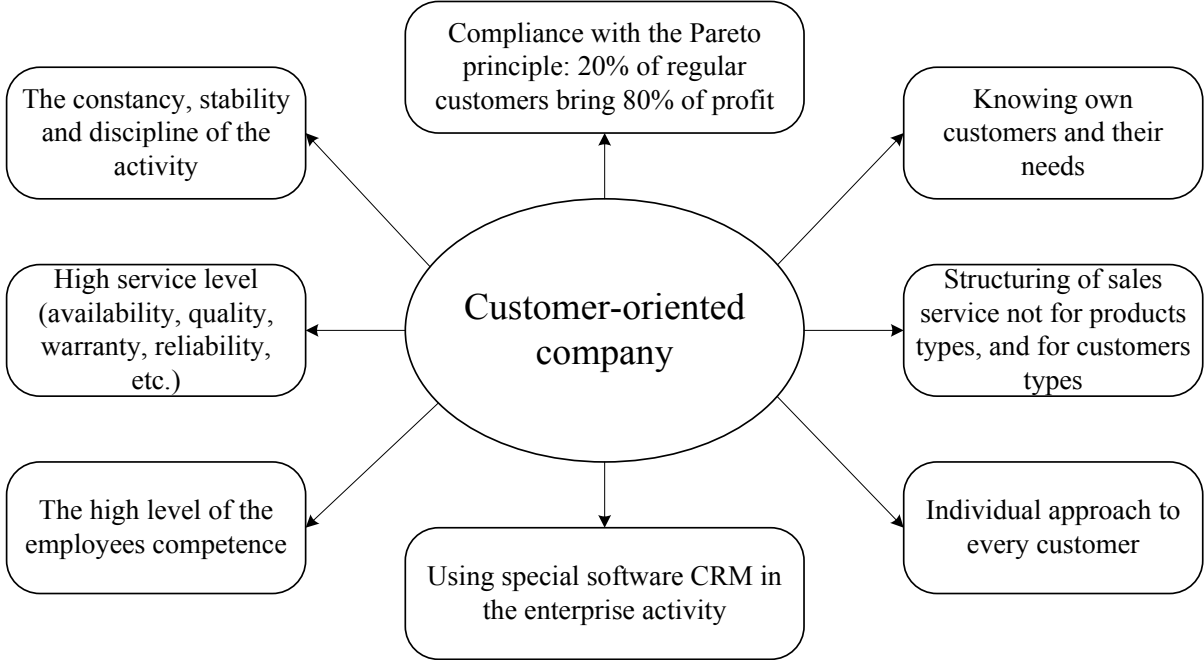 Compliance with the Pareto
principle: 20% of regular
customers bring 80% of profit
The constancy, stability
and discipline of the
activity
Knowing own
customers and their
needs
High service level
(availability, quality,
warranty, reliability,
etc.)
Customer-oriented
company
Structuring of sales
service not for products
types, and for customers
types
The high level of the
employees competence
Using special software CRM in
the enterprise activity
Individual approach to
every customer